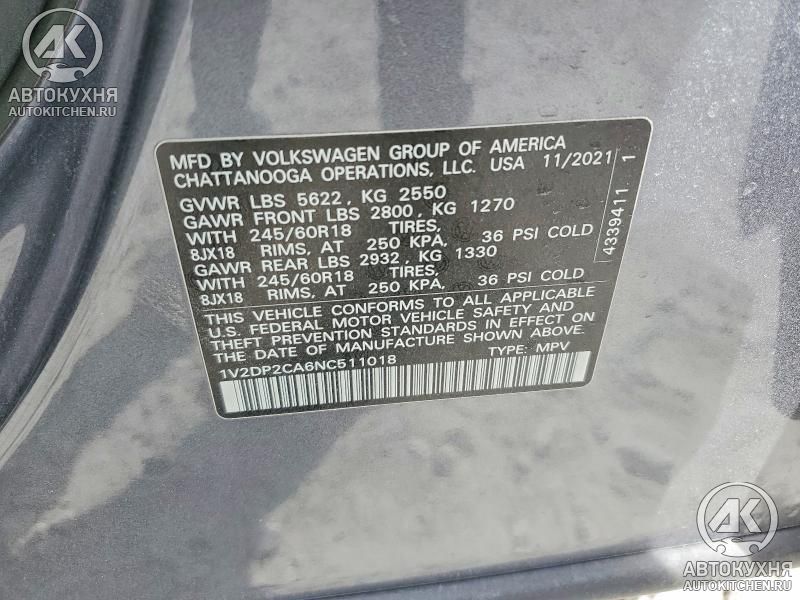 AK
АВТОКУХНЯ
AUTOKITCHEN.RU
MFD BY VOLKSWAGEN GROUP OF AMERICA
CHATTANOOGA OPERATIONS, LLC. USA 11/2021
GVWR LBS 5622, KG 2550
GAWR FRONT LBS 2800, KG 1270
WITH 245/60R18 TIRES,
8JX18 RIMS, AT 250 KPA, 36 PSI COLD
GAWR REAR LBS 2932, KG 1330
WITH 245/60R18 TIRES,
8JX18 RIMS, AT 250 KPA, 36 PSI COLD
THIS VEHICLE CONFORMS TO ALL APPLICABLE
U.S. FEDERAL MOTOR VEHICLE SAFETY AND
THEFT PREVENTION STANDARDS IN EFFECT ON
DATE OF MANUFACTURE SHOWN ABOVE.
1V2DP2CA6NC511018 TYPE: MPV
4339411 1
AK
АВТОКУХНЯ
AUTOKITCHEN.RU